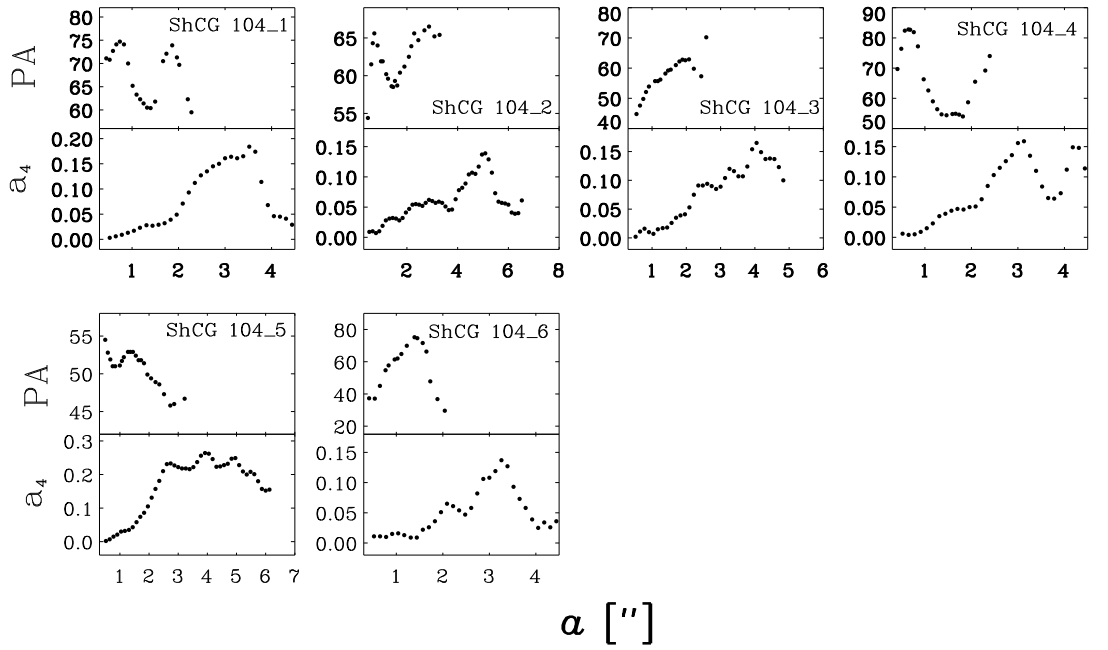 PA
80
75
70
65
60
ShCG 104_1
a4
0.20
0.15
0.10
0.05
0.00
1 2 3 4
65
60
55
ShCG 104_2
0.15
0.10
0.05
0.00
2 4 6 8
80
70
60
50
40
ShCG 104_3
0.15
0.10
0.05
0.00
1 2 3 4 5 6
90
80
70
60
50
ShCG 104_4
0.15
0.10
0.05
0.00
1 2 3 4
PA
55
50
45
ShCG 104_5
a4
0.3
0.2
0.1
0.0
1 2 3 4 5 6 7
80
60
40
20
ShCG 104_6
0.15
0.10
0.05
0.00
1 2 3 4
a ["]